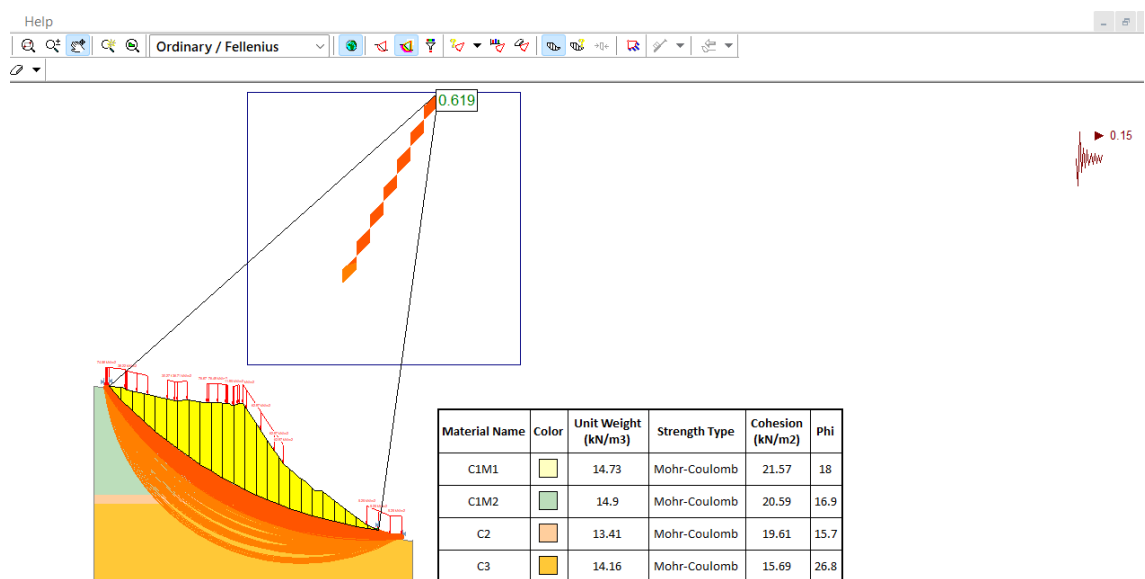 Help
Ordinary / Fellenius
0.619
0.15
Material Name Color Unit Weight (kN/m3) Strength Type Cohesion (kN/m2) Phi
C1M1 14.73 Mohr-Coulomb 21.57 18
C1M2 14.9 Mohr-Coulomb 20.59 16.9
C2 13.41 Mohr-Coulomb 19.61 15.7
C3 14.16 Mohr-Coulomb 15.69 26.8